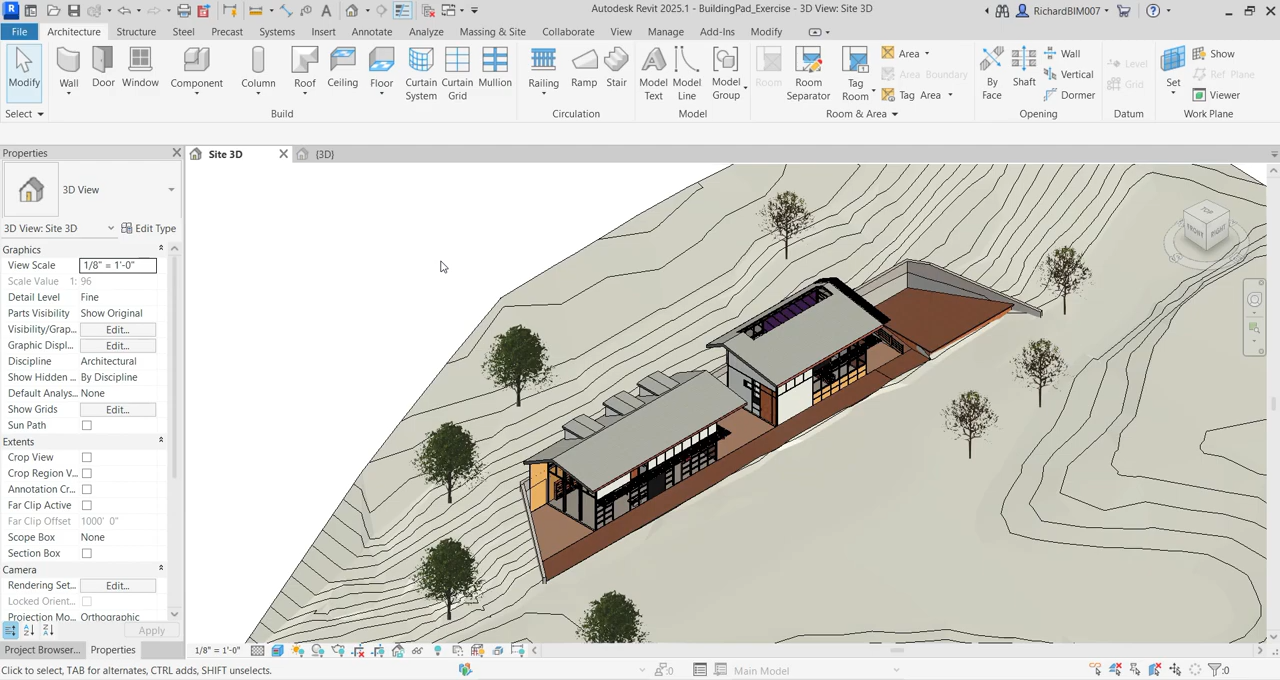 R
Autodesk Revit 2025.1 - BuildingPad_Exercise - 3D View: Site 3D
RichardBIM007
File
Architecture
Structure
Steel
Precast
Systems
Insert
Annotate
Analyze
Massing & Site
Collaborate
View
Manage
Add-Ins
Modify
Modify
Wall
Door
Window
Component
Column
Roof
Ceiling
Floor
Curtain System
Curtain Grid
Mullion
Railing
Ramp
Stair
Model Text
Model Line
Model Group
Room
Room Separator
Tag Room
Area
Area Boundary
Tag Area
By Face
Shaft
Wall
Vertical
Dormer
Level
Grid
Set
Show
Ref Plane
Viewer
Select
Build
Circulation
Model
Room & Area
Opening
Datum
Work Plane
Properties
Site 3D
{3D}
3D View
3D View: Site 3D
Edit Type
Graphics
View Scale 1/8" = 1'-0"
Scale Value 1: 96
Detail Level Fine
Parts Visibility Show Original
Visibility/Grap... Edit...
Graphic Displ... Edit...
Discipline Architectural
Show Hidden ... By Discipline
Default Analys... None
Show Grids Edit...
Sun Path
Extents
Crop View
Crop Region V...
Annotation Cr...
Far Clip Active
Far Clip Offset 1000' 0"
Scope Box None
Section Box
Camera
Rendering Set... Edit...
Locked Orient...
Projection Mo... Orthographic
Apply
Project Browser...
Properties
1/8" = 1'-0"
Click to select, TAB for alternates, CTRL adds, SHIFT unselects.
:0
Main Model
:0
TOP
FRONT
RIGHT